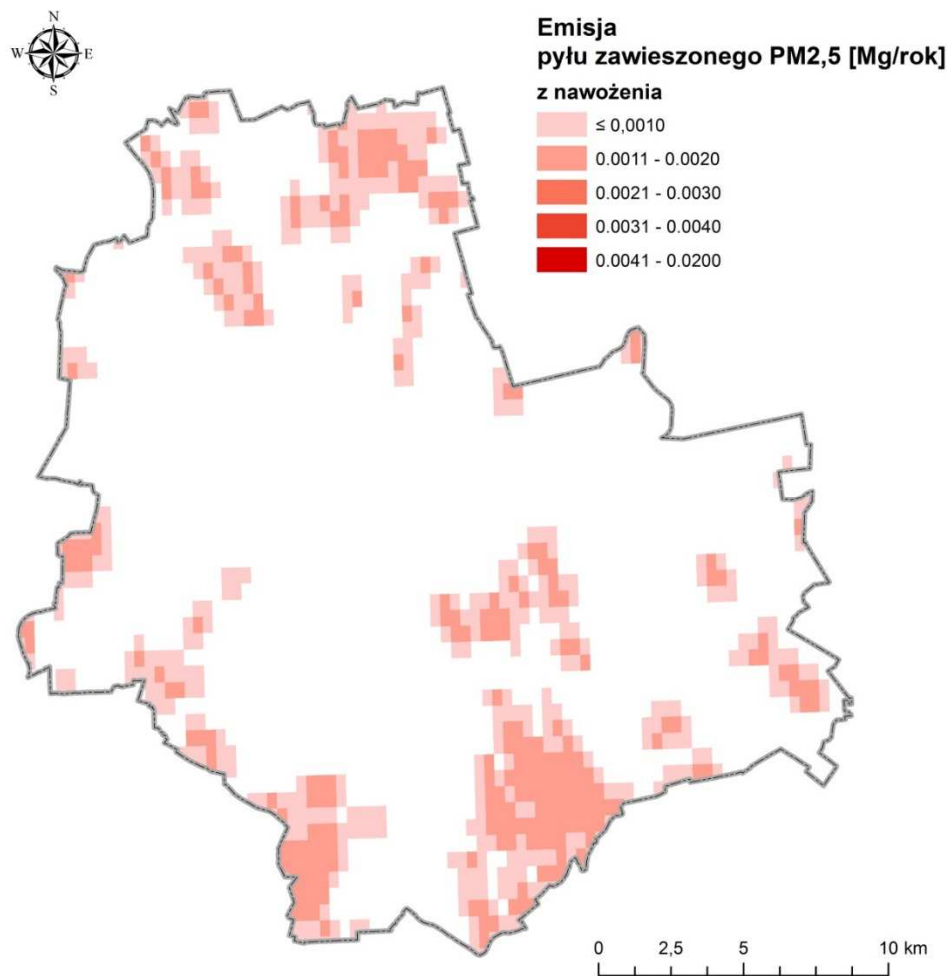 N
W E
S
Emisja
pyłu zawieszonego PM2,5 [Mg/rok]
z nawożenia
≤ 0,0010
0.0011 - 0.0020
0.0021 - 0.0030
0.0031 - 0.0040
0.0041 - 0.0200
0 2,5 5 10 km